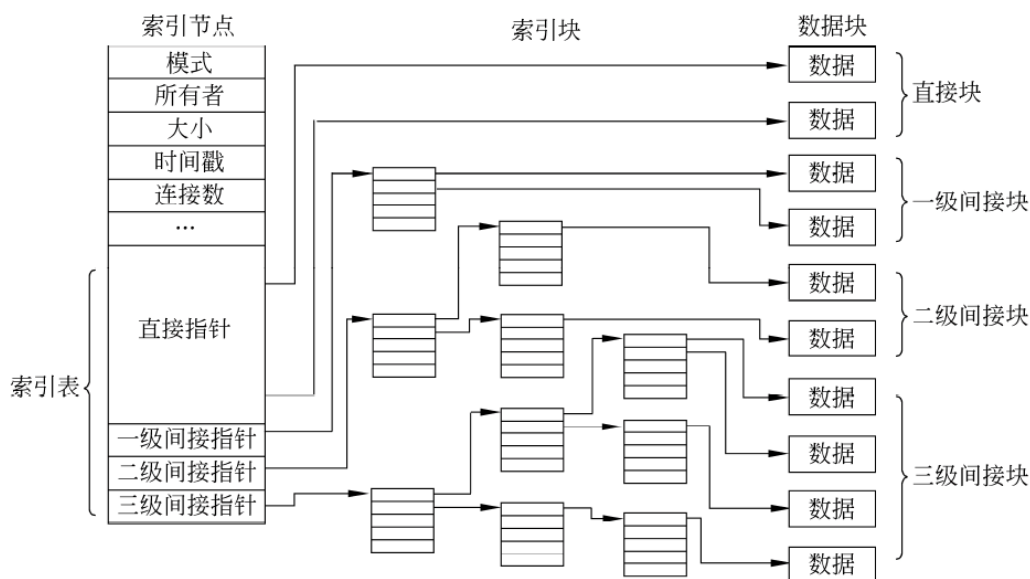 索引节点
索引块
数据块
模式
所有者
大小
时间戳
连接数
...
直接指针
索引表
一级间接指针
二级间接指针
三级间接指针
数据
数据
直接块
数据
数据
一级间接块
数据
数据
二级间接块
数据
数据
数据
数据
三级间接块